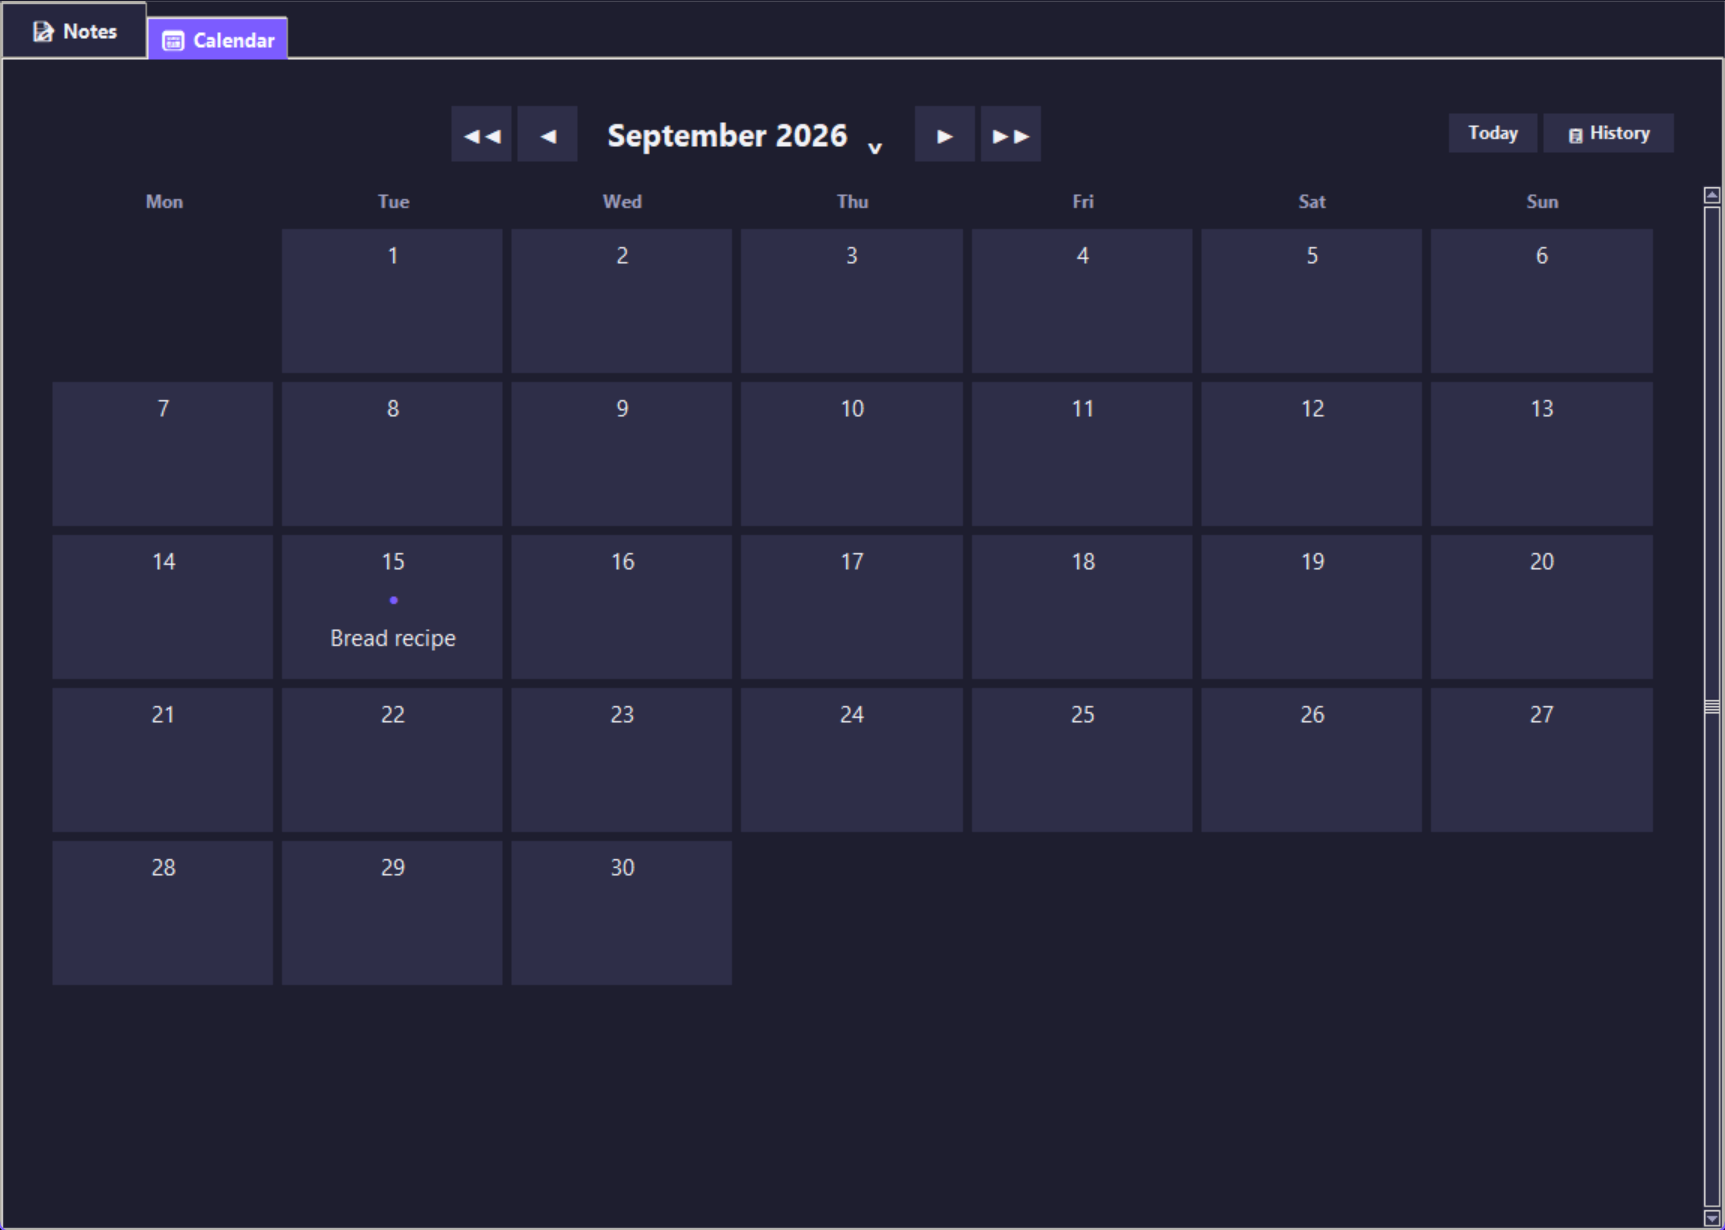 Notes
Calendar
◄◄ ◄ September 2026 v ► ►►
Today
History
Mon Tue Wed Thu Fri Sat Sun
1 2 3 4 5 6
7 8 9 10 11 12 13
14 15 16 17 18 19 20
Bread recipe
21 22 23 24 25 26 27
28 29 30